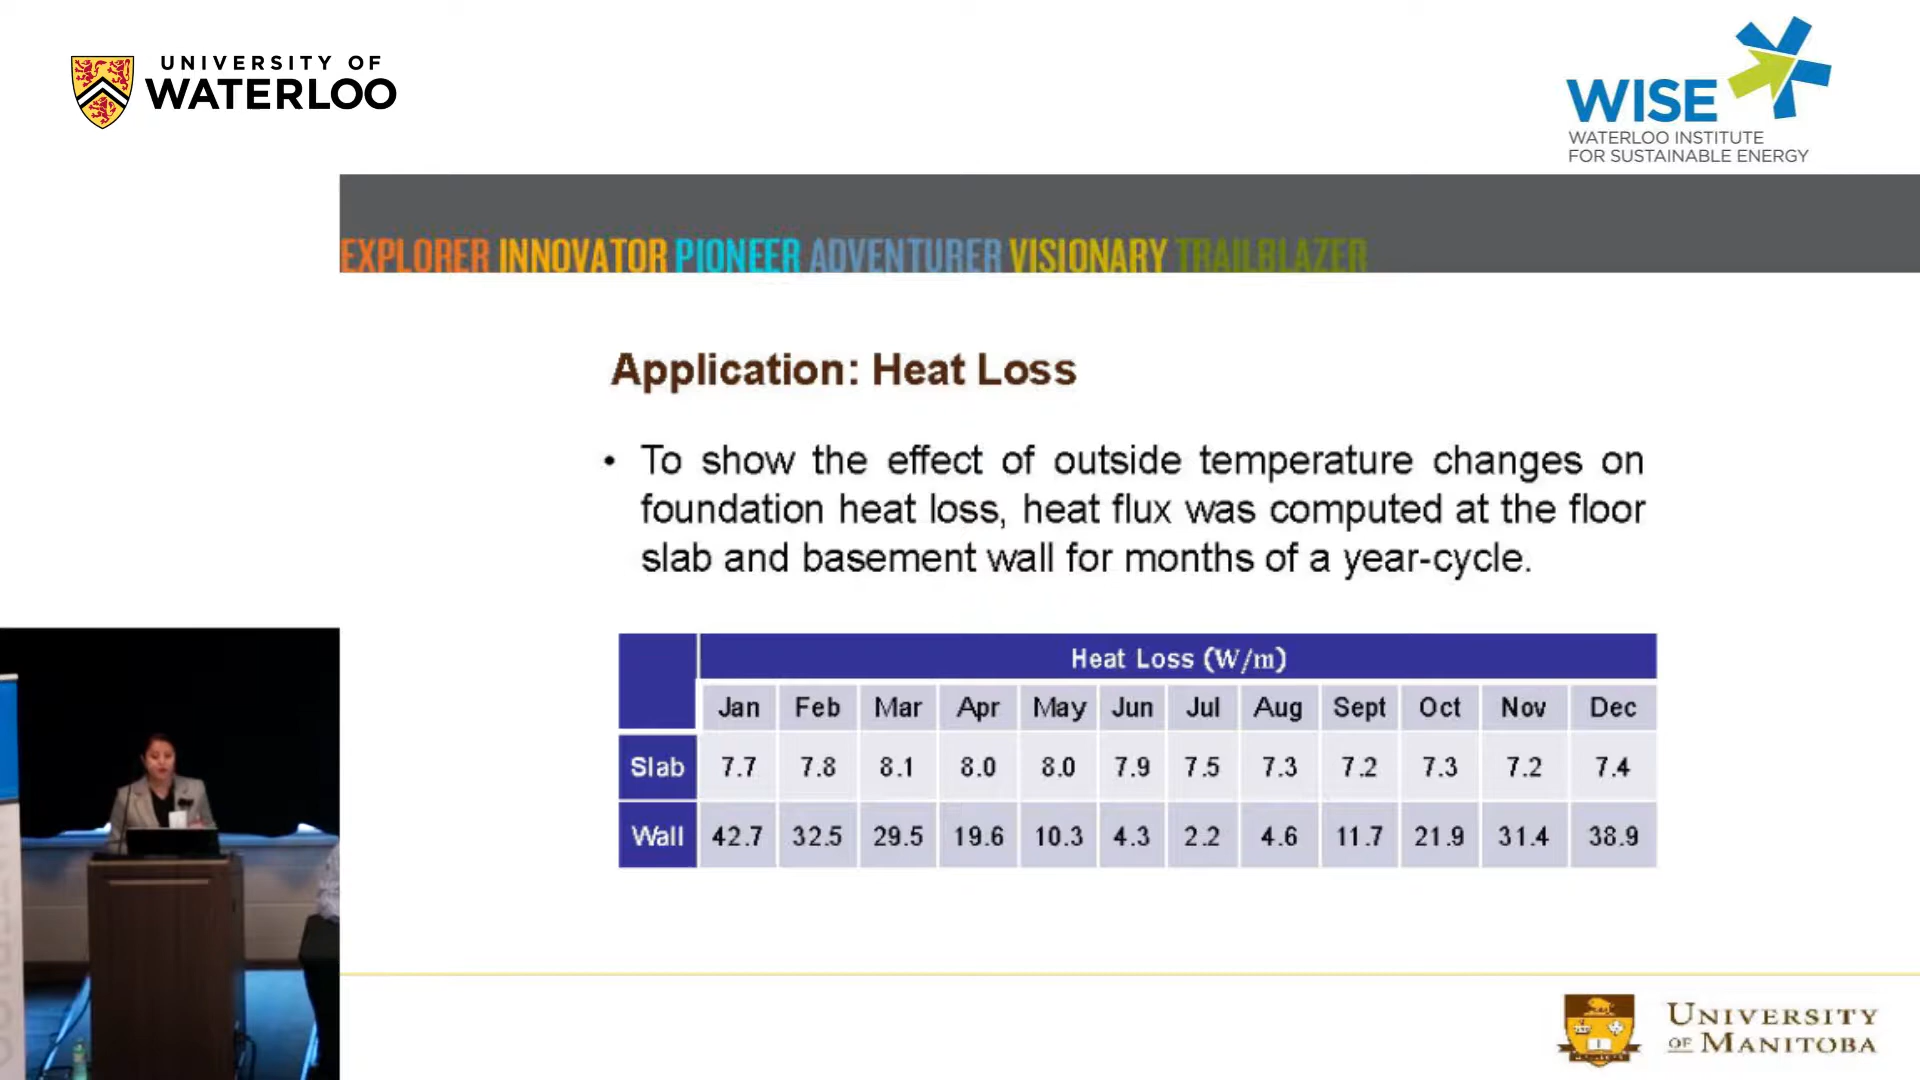 UNIVERSITY OF
WATERLOO
WISE
WATERLOO INSTITUTE
FOR SUSTAINABLE ENERGY
EXPLORER INNOVATOR PIONEER ADVENTURER VISIONARY TRAILBLAZER
Application: Heat Loss
• To show the effect of outside temperature changes on
foundation heat loss, heat flux was computed at the floor
slab and basement wall for months of a year-cycle.
Heat Loss (W/m)
Jan Feb Mar Apr May Jun Jul Aug Sept Oct Nov Dec
Slab 7.7 7.8 8.1 8.0 8.0 7.9 7.5 7.3 7.2 7.3 7.2 7.4
Wall 42.7 32.5 29.5 19.6 10.3 4.3 2.2 4.6 11.7 21.9 31.4 38.9
UNIVERSITY
OF MANITOBA